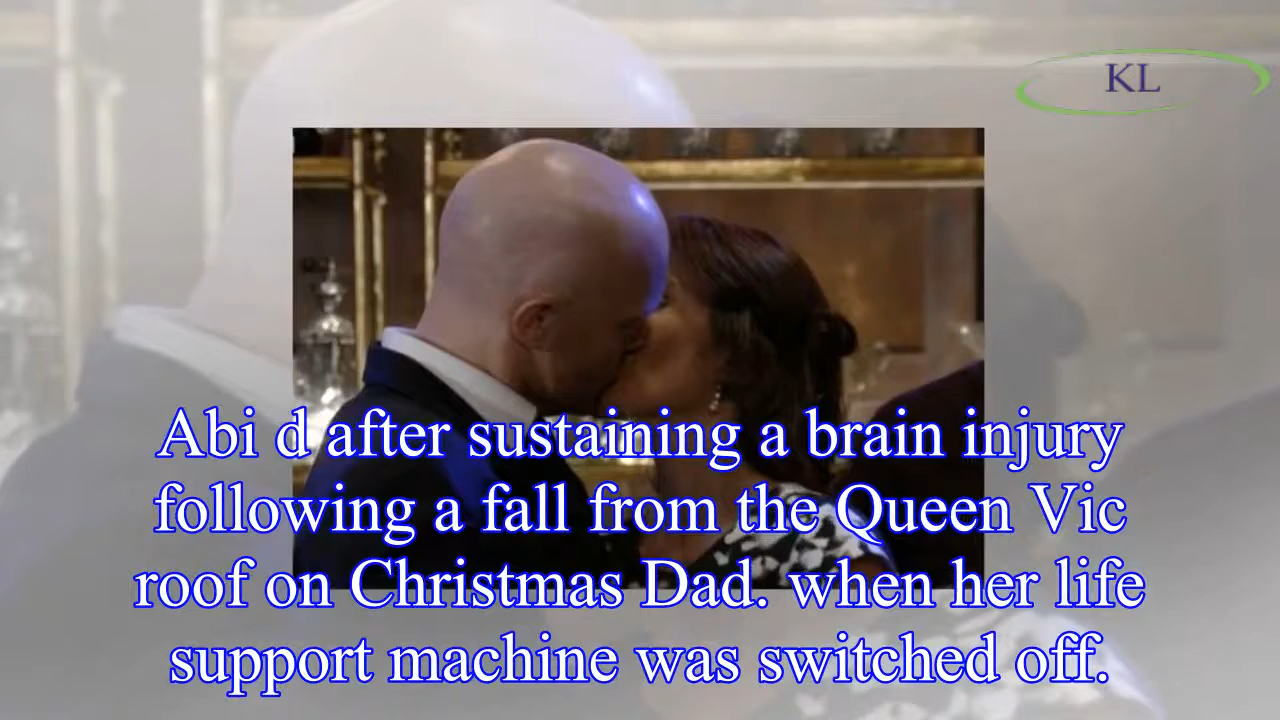 KL
Abi d after sustaining a brain injury
following a fall from the Queen Vic
roof on Christmas Dad. when her life
support machine was switched off.